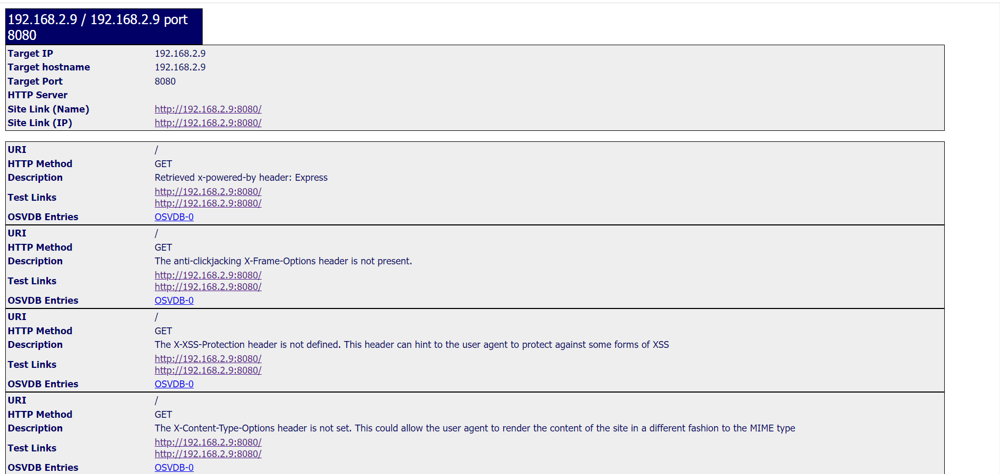 192.168.2.9 / 192.168.2.9 port
8080
Target IP 192.168.2.9
Target hostname 192.168.2.9
Target Port 8080
HTTP Server
Site Link (Name) http://192.168.2.9:8080/
Site Link (IP) http://192.168.2.9:8080/
URI /
HTTP Method GET
Description Retrieved x-powered-by header: Express
Test Links http://192.168.2.9:8080/
http://192.168.2.9:8080/
OSVDB Entries OSVDB-0
URI /
HTTP Method GET
Description The anti-clickjacking X-Frame-Options header is not present.
Test Links http://192.168.2.9:8080/
http://192.168.2.9:8080/
OSVDB Entries OSVDB-0
URI /
HTTP Method GET
Description The X-XSS-Protection header is not defined. This header can hint to the user agent to protect against some forms of XSS
Test Links http://192.168.2.9:8080/
http://192.168.2.9:8080/
OSVDB Entries OSVDB-0
URI /
HTTP Method GET
Description The X-Content-Type-Options header is not set. This could allow the user agent to render the content of the site in a different fashion to the MIME type
Test Links http://192.168.2.9:8080/
http://192.168.2.9:8080/
OSVDB Entries OSVDB-0